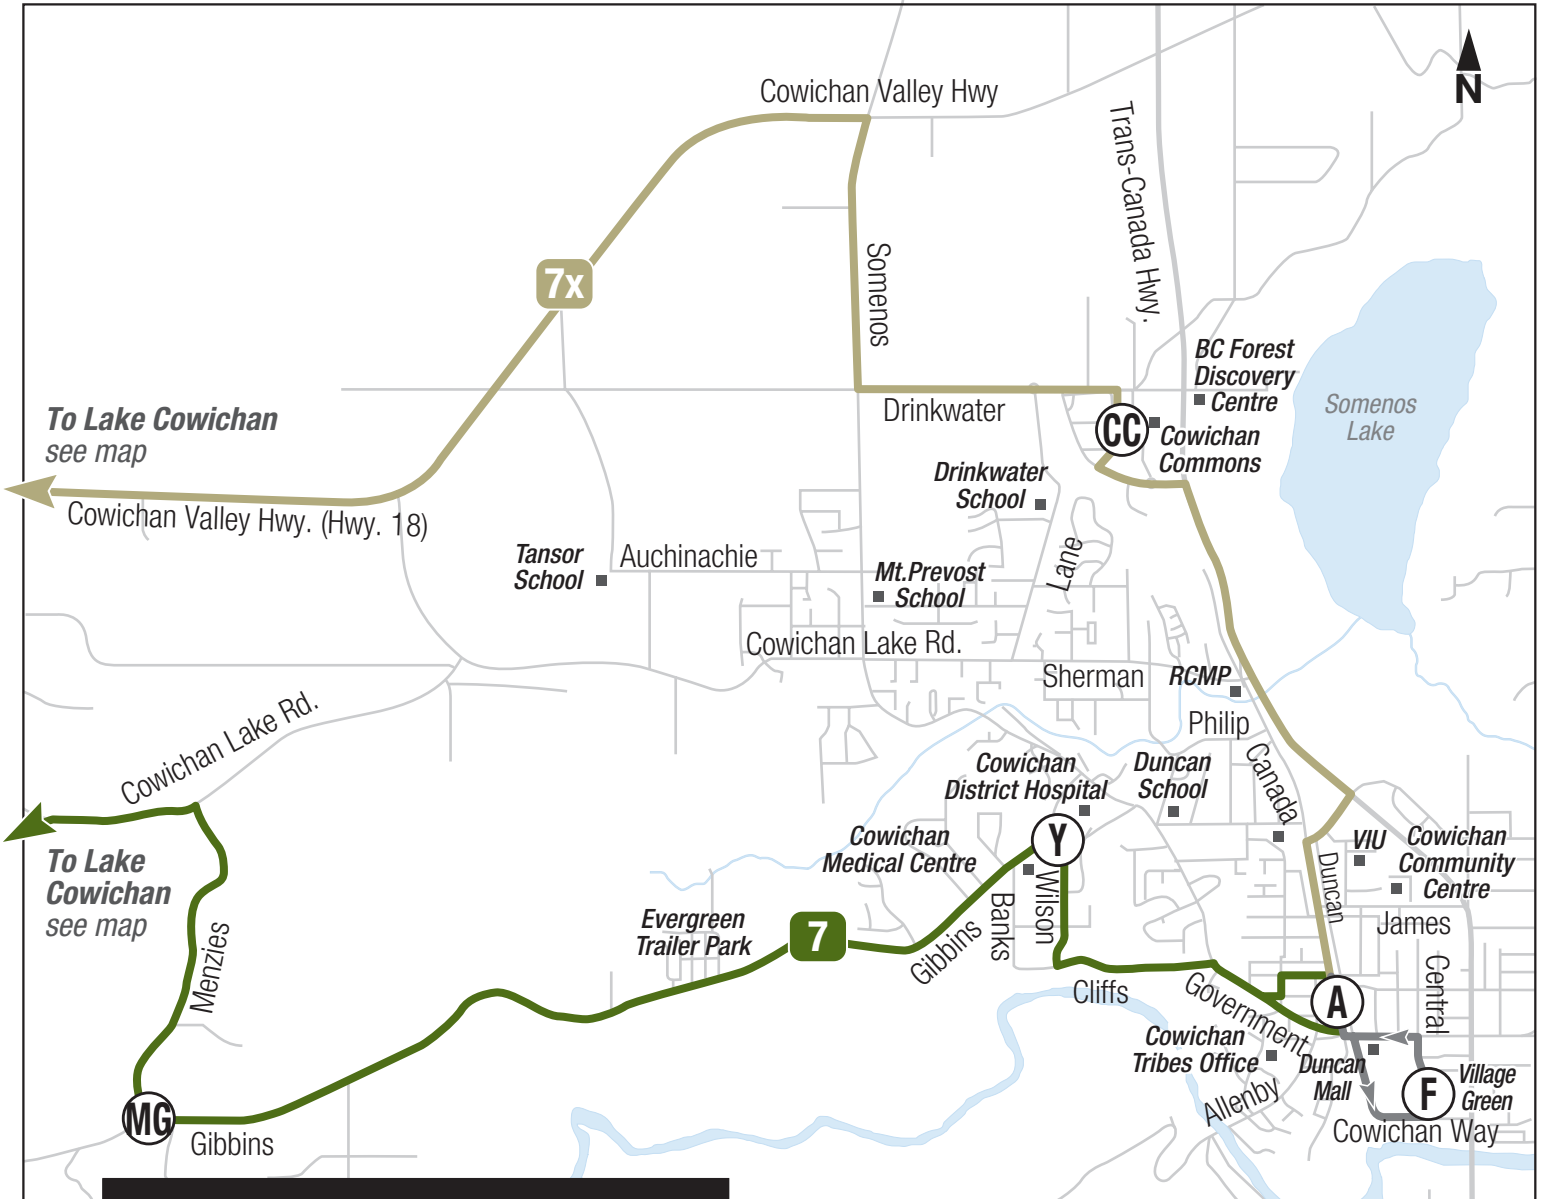 Cowichan Valley Hwy
N
Trans-Canada Hwy.
7x
Somenos
BC Forest
Discovery
Centre
Somenos
Lake
To Lake Cowichan
see map
Drinkwater
CC
Cowichan
Commons
Drinkwater
School
Cowichan Valley Hwy. (Hwy. 18)
Tansor
School
Auchinachie
Lane
Mt.Prevost
School
Cowichan Lake Rd.
Sherman
RCMP
Philip
Cowichan Lake Rd.
Canada
Cowichan
District Hospital
Duncan
School
Cowichan
Medical Centre
Y
VIU
Cowichan
Community
Centre
To Lake
Cowichan
see map
Duncan
Wilson
Banks
James
Evergreen
Trailer Park
7
Gibbins
Menzies
Cliffs
Government
A
Central
Cowichan
Tribes Office
Duncan
Mall
F
Village
Green
Allenby
MG
Gibbins
Cowichan Way